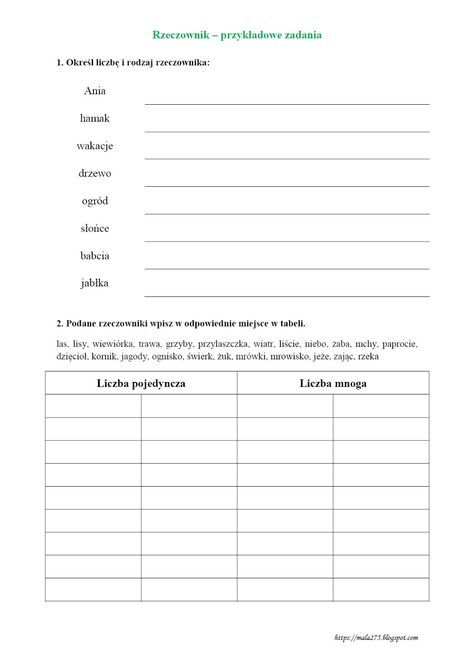 Rzeczownik – przykładowe zadania
1. Określ liczbę i rodzaj rzeczownika:
Ania
hamak
wakacje
drzewo
ogród
słońce
babcia
jabłka
2. Podane rzeczowniki wpisz w odpowiednie miejsce w tabeli.
las, lisy, wiewiórka, trawa, grzyby, przylaszczka, wiatr, liście, niebo, żaba, mchy, paprocie,
dzięcioł, kornik, jagody, ognisko, świerk, żuk, mrówki, mrowisko, jeże, zając, rzeka
Liczba pojedyncza Liczba mnoga
https://mala275.blogspot.com